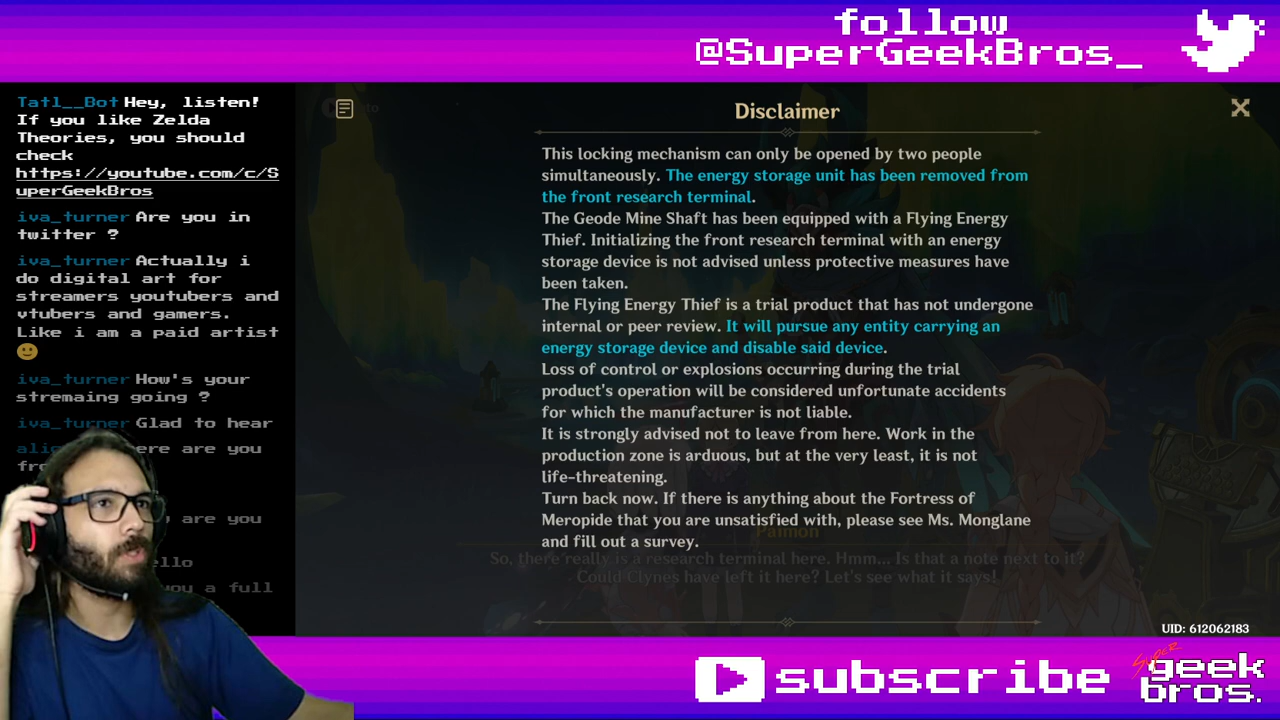 follow
@SuperGeekBros_
Tatl__Bot Hey, listen!
If you like Zelda
Theories, you should
check
https://youtube.com/c/S
uperGeekBros
iva_turner Are you in
twitter ?
iva_turner Actually i
do digital art for
streamers youtubers and
vtubers and gamers.
Like i am a paid artist
🙂
iva_turner How's your
stremaing going ?
iva_turner Glad to hear
ere are you
, are you
ello
you a full
Disclaimer
This locking mechanism can only be opened by two people
simultaneously. The energy storage unit has been removed from
the front research terminal.
The Geode Mine Shaft has been equipped with a Flying Energy
Thief. Initializing the front research terminal with an energy
storage device is not advised unless protective measures have
been taken.
The Flying Energy Thief is a trial product that has not undergone
internal or peer review. It will pursue any entity carrying an
energy storage device and disable said device.
Loss of control or explosions occurring during the trial
product's operation will be considered unfortunate accidents
for which the manufacturer is not liable.
It is strongly advised not to leave from here. Work in the
production zone is arduous, but at the very least, it is not
life-threatening.
Turn back now. If there is anything about the Fortress of
Meropide that you are unsatisfied with, please see Ms. Monglane
and fill out a survey.
Paimon
So, there really is a research terminal here. Hmm... Is that a note next to it?
Could Clynes have left it here? Let's see what it says!
UID: 612062183
subscribe
super
geek
bros.